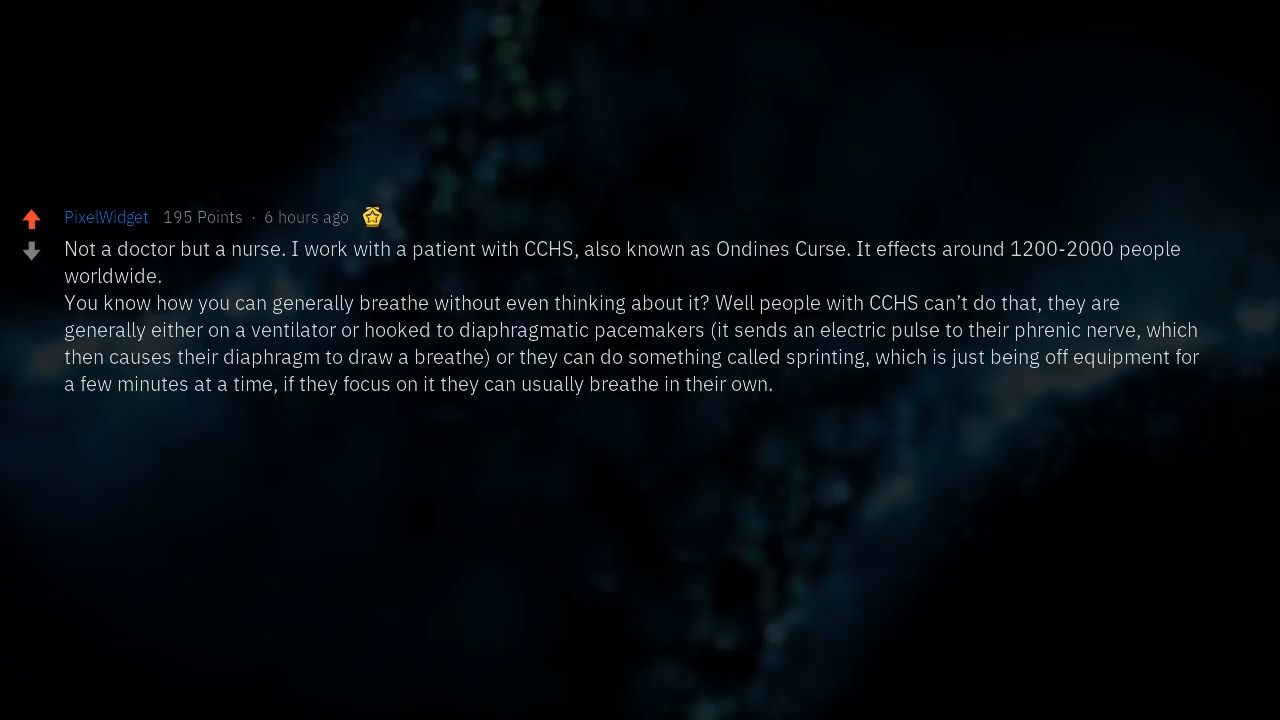 PixelWidget 195 Points · 6 hours ago
Not a doctor but a nurse. I work with a patient with CCHS, also known as Ondines Curse. It effects around 1200-2000 people
worldwide.
You know how you can generally breathe without even thinking about it? Well people with CCHS can’t do that, they are
generally either on a ventilator or hooked to diaphragmatic pacemakers (it sends an electric pulse to their phrenic nerve, which
then causes their diaphragm to draw a breathe) or they can do something called sprinting, which is just being off equipment for
a few minutes at a time, if they focus on it they can usually breathe in their own.